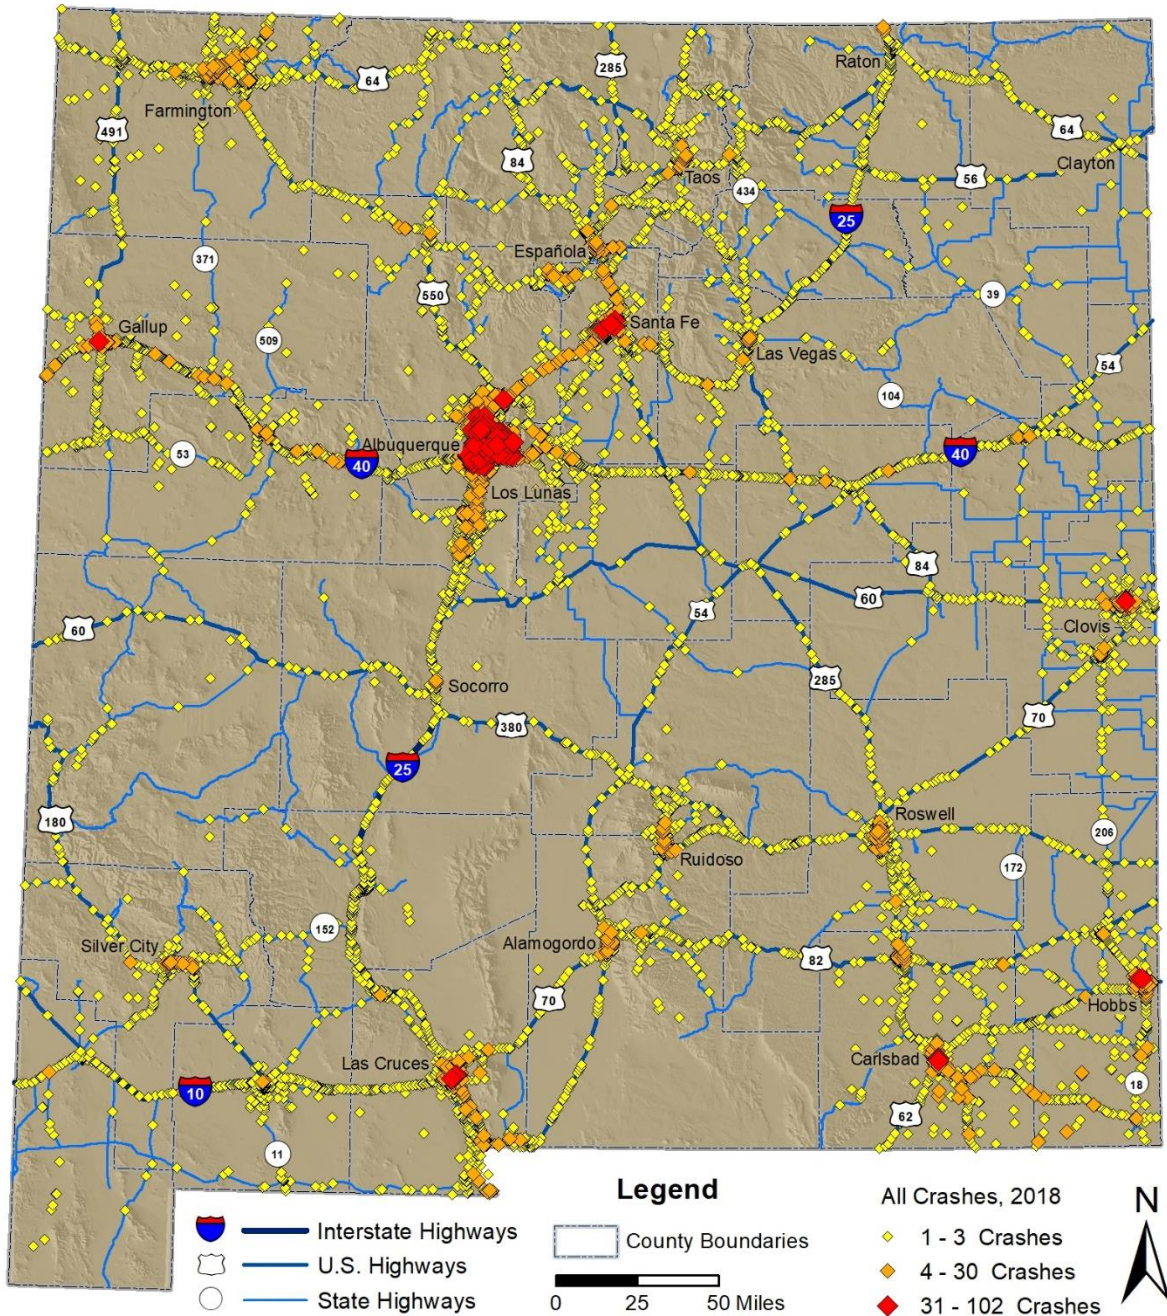 Raton
285
64
Farmington
491
64
Clayton
84
Taos
56
434
25
Española
371
550
39
Gallup
Santa Fe
509
Las Vegas
54
104
Albuquerque
53
40
40
Los Lunas
84
60
54
Clovis
60
Socorro
285
380
70
25
Roswell
180
206
Ruidoso
172
152
Silver City
Alamogordo
82
70
Hobbs
Las Cruces
Carlsbad
10
18
62
11
Legend
All Crashes, 2018
N
Interstate Highways
County Boundaries
1 - 3 Crashes
U.S. Highways
4 - 30 Crashes
State Highways
0 25 50 Miles
31 - 102 Crashes